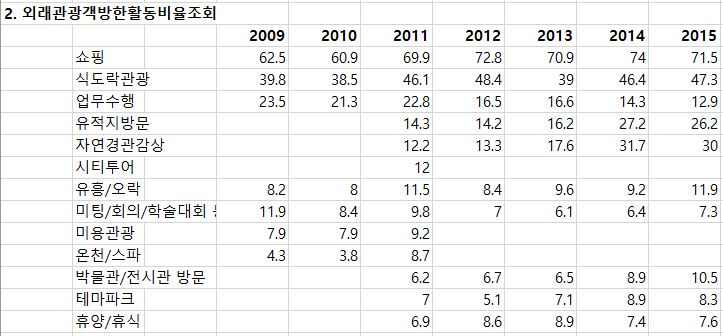 2. 외래관광객방한활동비율조회
2009 2010 2011 2012 2013 2014 2015
쇼핑 62.5 60.9 69.9 72.8 70.9 74 71.5
식도락관광 39.8 38.5 46.1 48.4 39 46.4 47.3
업무수행 23.5 21.3 22.8 16.5 16.6 14.3 12.9
유적지방문 14.3 14.2 16.2 27.2 26.2
자연경관감상 12.2 13.3 17.6 31.7 30
시티투어 12
유흥/오락 8.2 8 11.5 8.4 9.6 9.2 11.9
미팅/회의/학술대회 11.9 8.4 9.8 7 6.1 6.4 7.3
미용관광 7.9 7.9 9.2
온천/스파 4.3 3.8 8.7
박물관/전시관 방문 6.2 6.7 6.5 8.9 10.5
테마파크 7 5.1 7.1 8.9 8.3
휴양/휴식 6.9 8.6 8.9 7.4 7.6